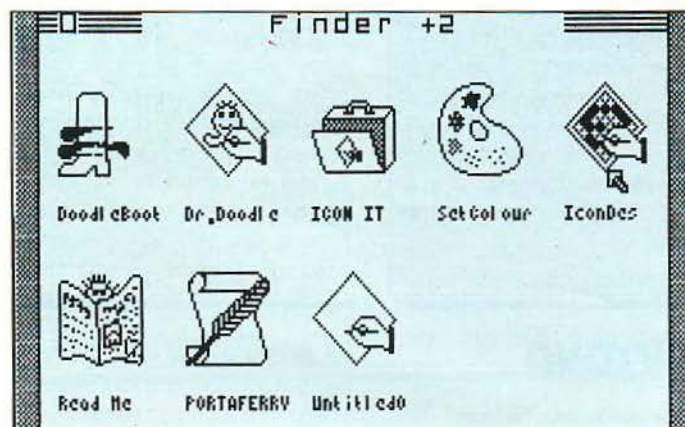 Finder +2
DoodleBoot Dr.Doodle ICON IT SetColour IconDes
Read Me PORTAFERRY Untitled0